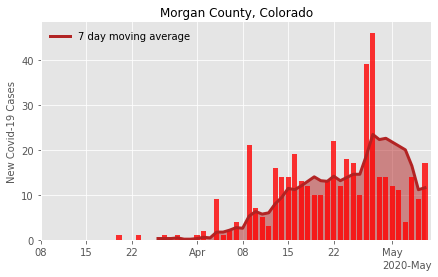 Morgan County, Colorado
7 day moving average
New Covid-19 Cases
40
30
20
10
0
08 15 22 Apr 08 15 22 May
2020-May